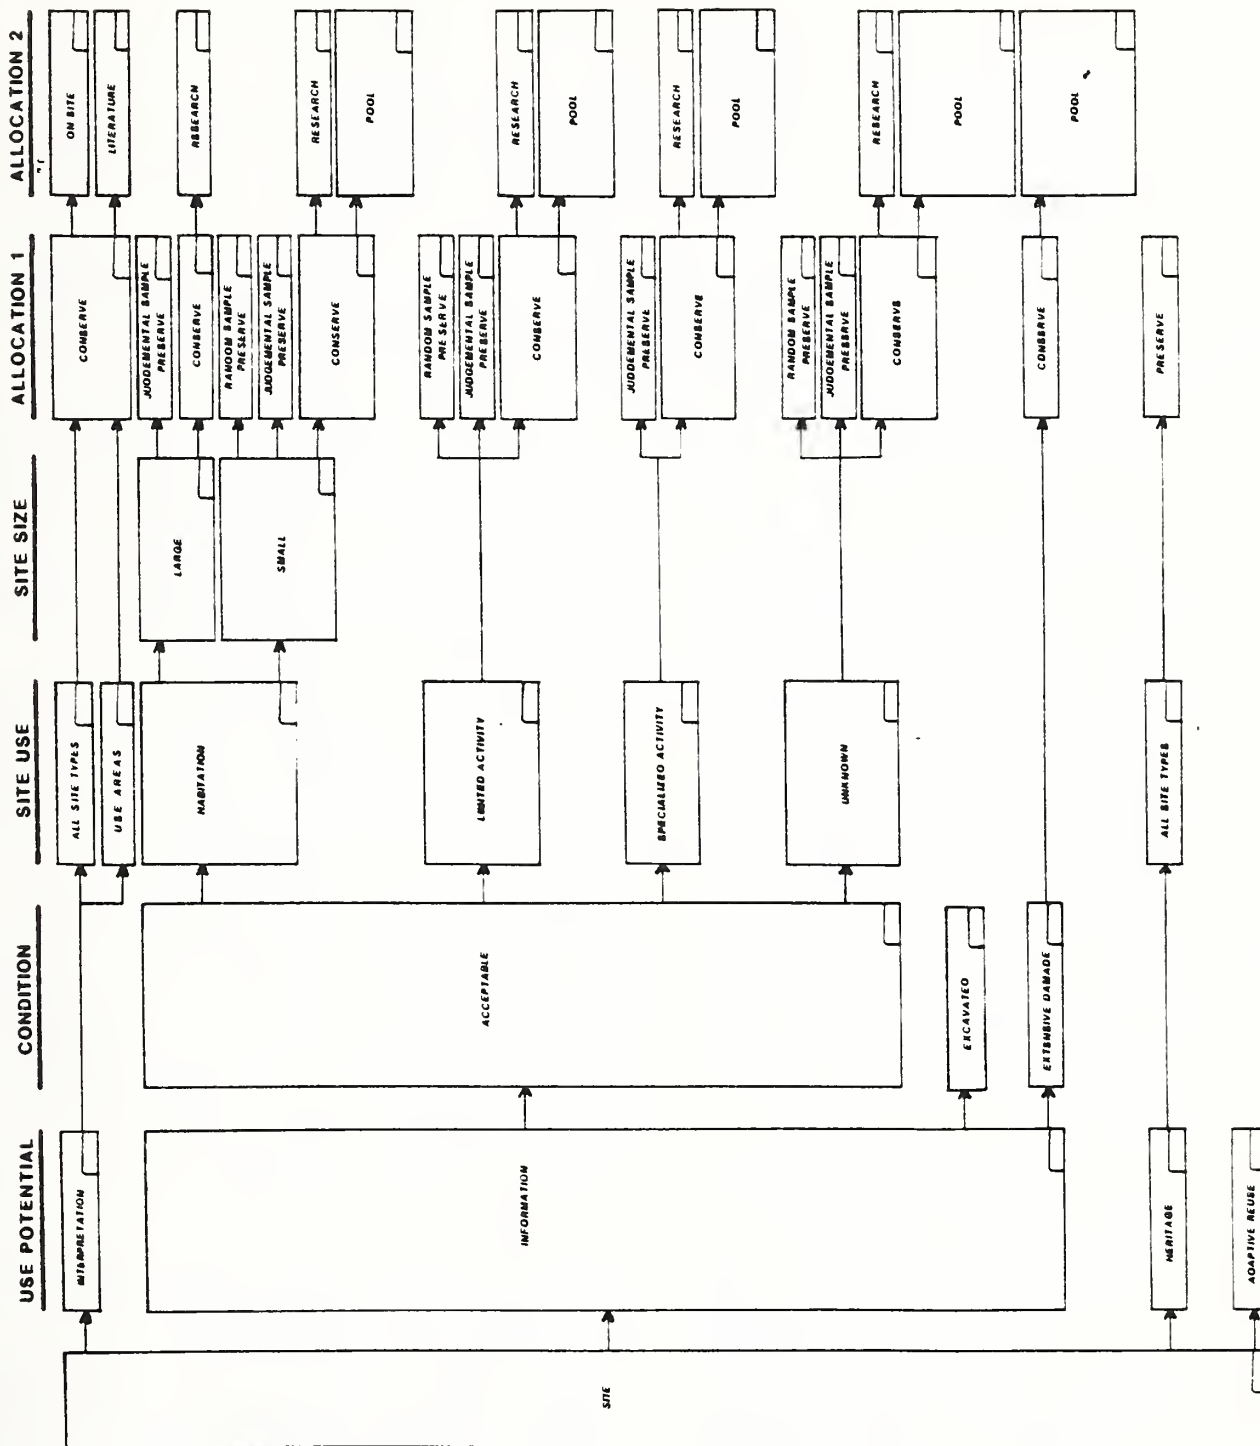 USE POTENTIAL
CONDITION
SITE USE
SITE SIZE
ALLOCATION 1
ALLOCATION 2
SITE
INTERPRETATION
INFORMATION
HERITAGE
ADAPTIVE REUSE
ACCEPTABLE
EXCAVATED
EXTENSIVE DAMAGE
ALL SITE TYPES
USE AREAS
HABITATION
LIMITED ACTIVITY
SPECIALIZED ACTIVITY
UNKNOWN
ALL SITE TYPES
LARGE
SMALL
CONSERVE
JUDGEMENTAL SAMPLE
PRESERVE
CONSERVE
RANDOM SAMPLE
PRESERVE
JUDGEMENTAL SAMPLE
PRESERVE
CONSERVE
RANDOM SAMPLE
PRESERVE
JUDGEMENTAL SAMPLE
PRESERVE
CONSERVE
JUDGEMENTAL SAMPLE
PRESERVE
CONSERVE
RANDOM SAMPLE
PRESERVE
JUDGEMENTAL SAMPLE
PRESERVE
CONSERVE
CONSERVE
PRESERVE
ON SITE
LITERATURE
RESEARCH
RESEARCH
POOL
RESEARCH
POOL
RESEARCH
POOL
RESEARCH
POOL
POOL